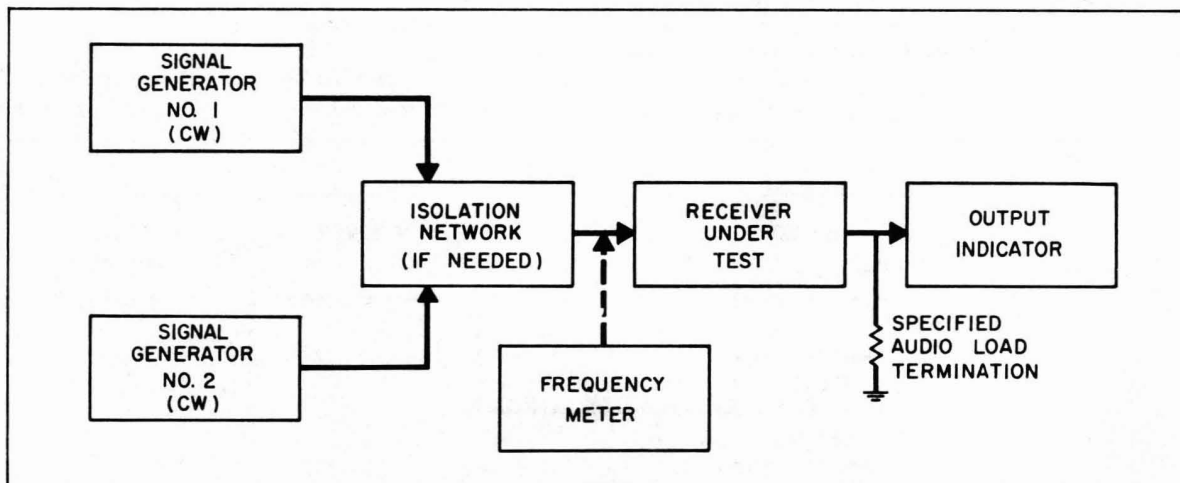 SIGNAL
GENERATOR
NO. 1
(CW)
ISOLATION
NETWORK
(IF NEEDED)
RECEIVER
UNDER
TEST
OUTPUT
INDICATOR
SIGNAL
GENERATOR
NO. 2
(CW)
FREQUENCY
METER
SPECIFIED
AUDIO LOAD
TERMINATION